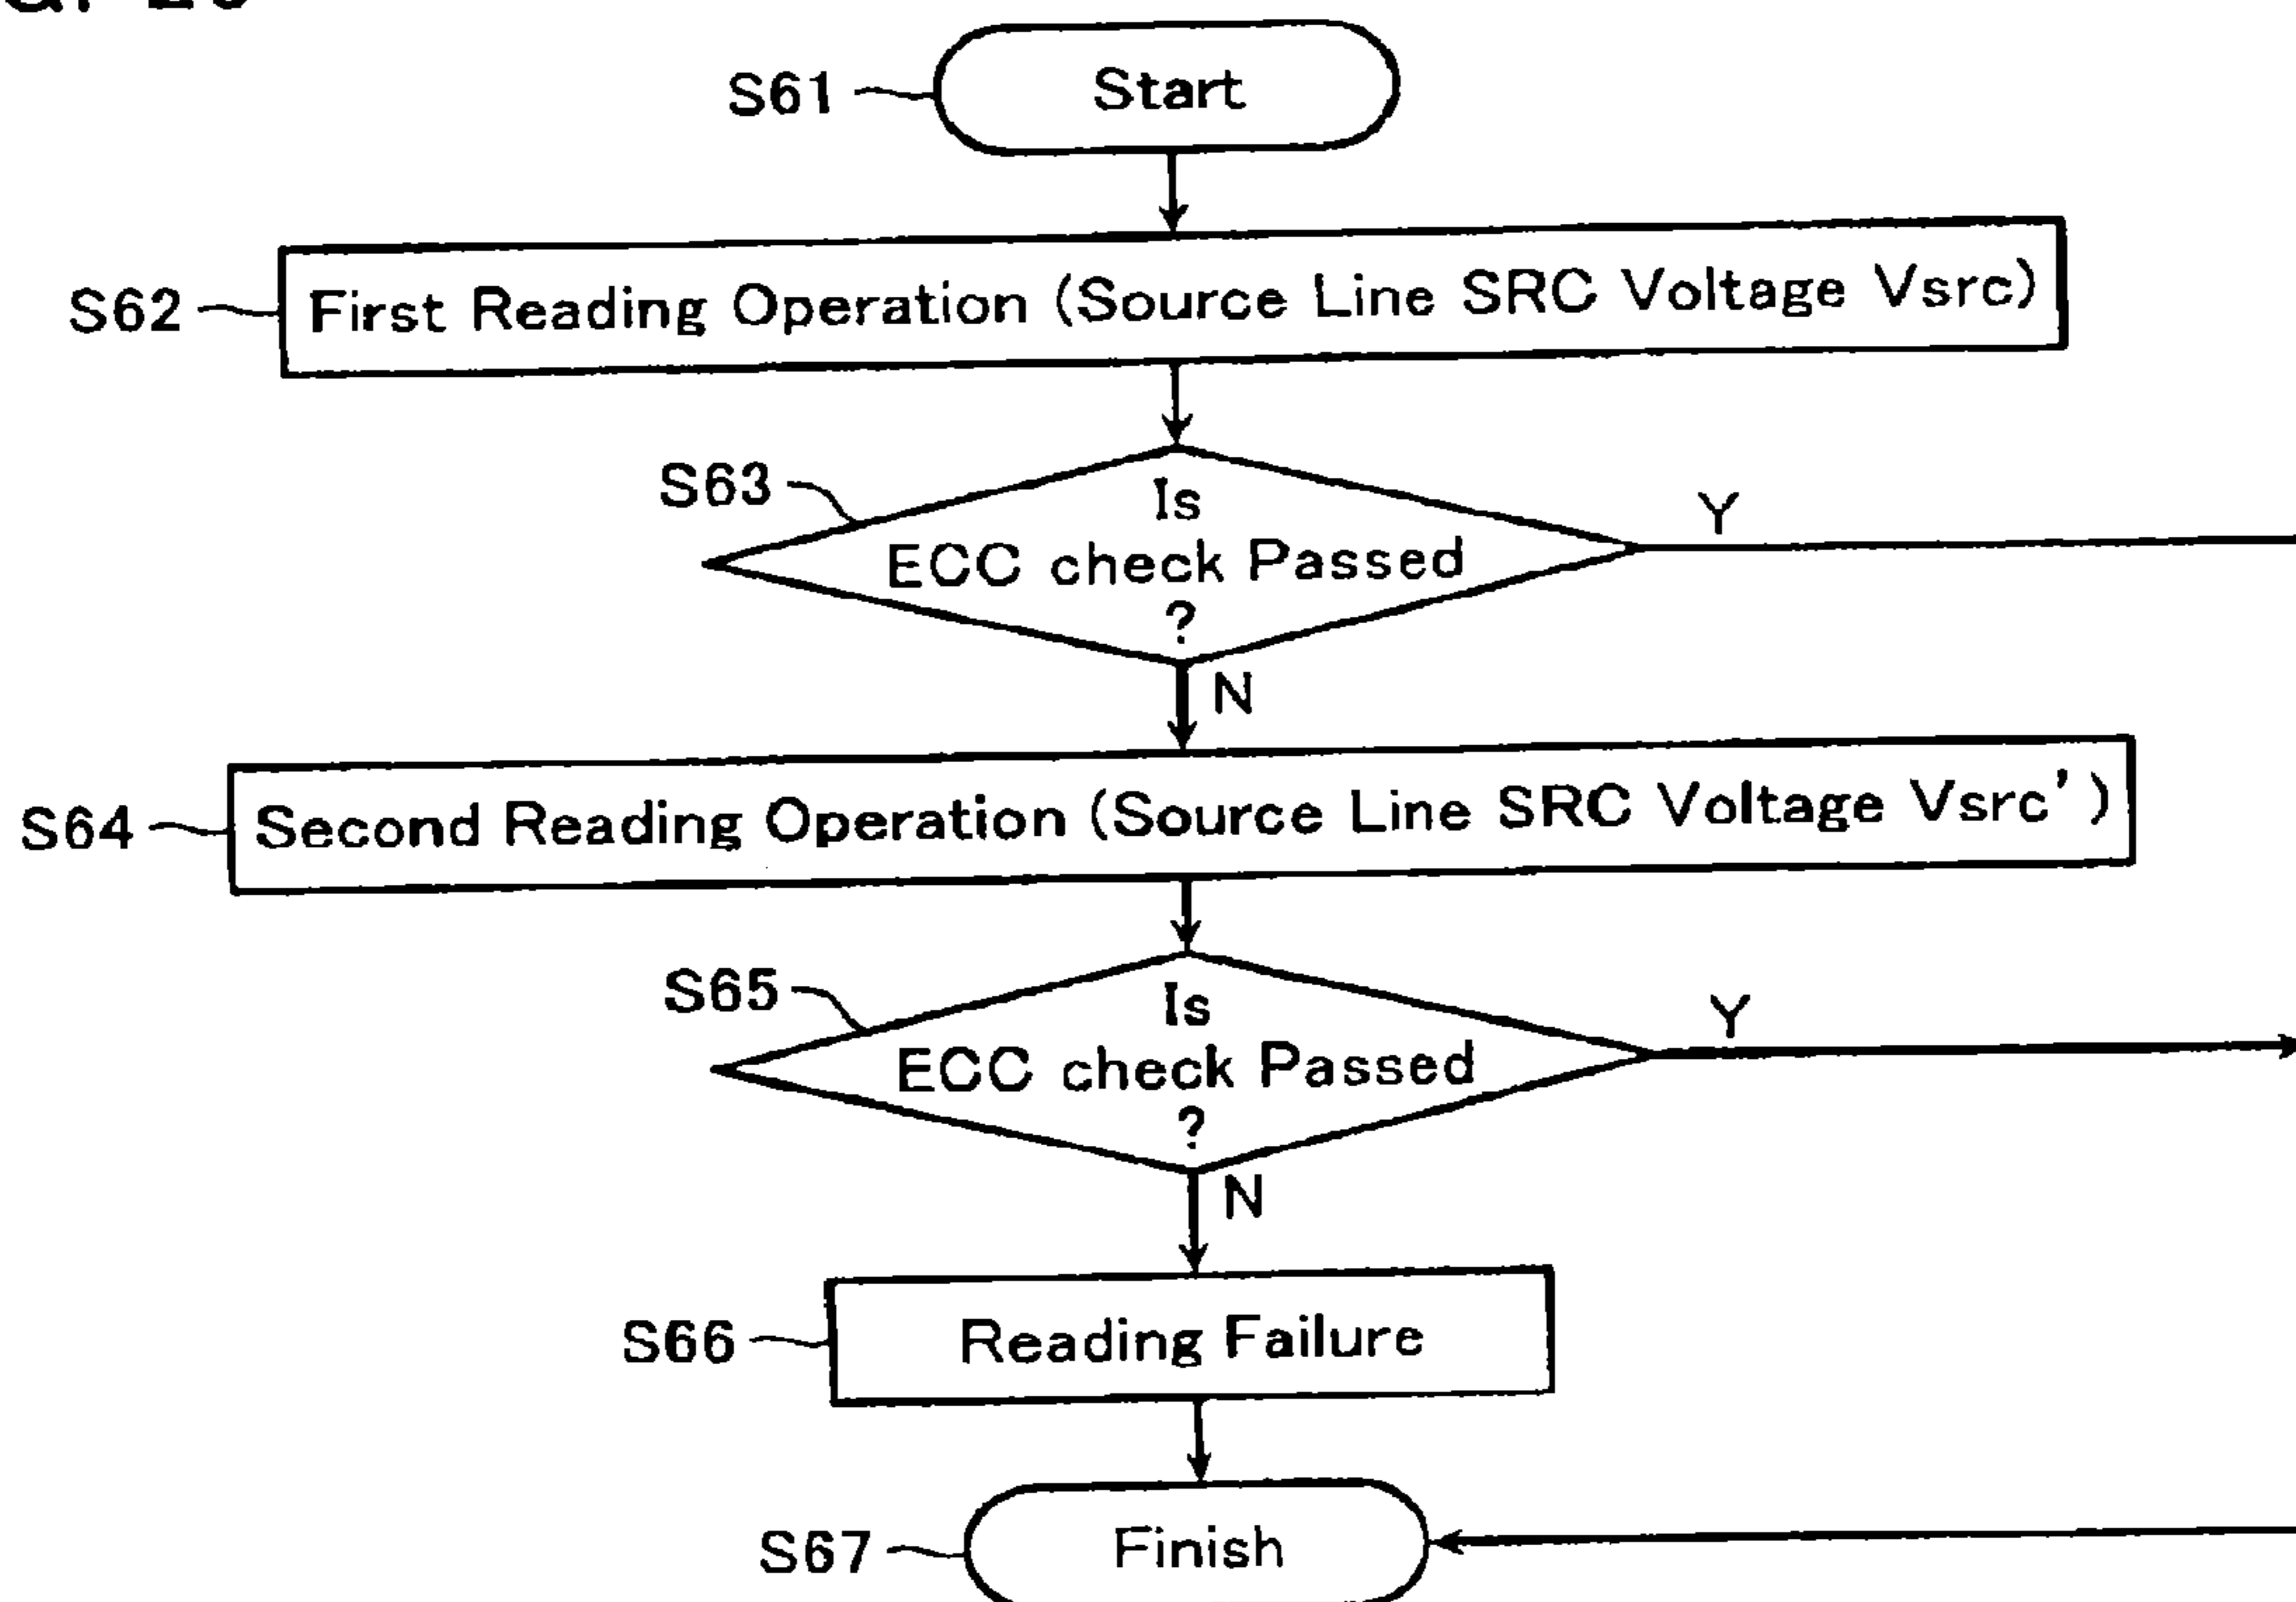 S61
Start
S62
First Reading Operation (Source Line SRC Voltage Vsrc)
S63
Is
ECC check Passed
?
Y
N
S64
Second Reading Operation (Source Line SRC Voltage Vsrc')
S65
Is
ECC check Passed
?
Y
N
S66
Reading Failure
S67
Finish